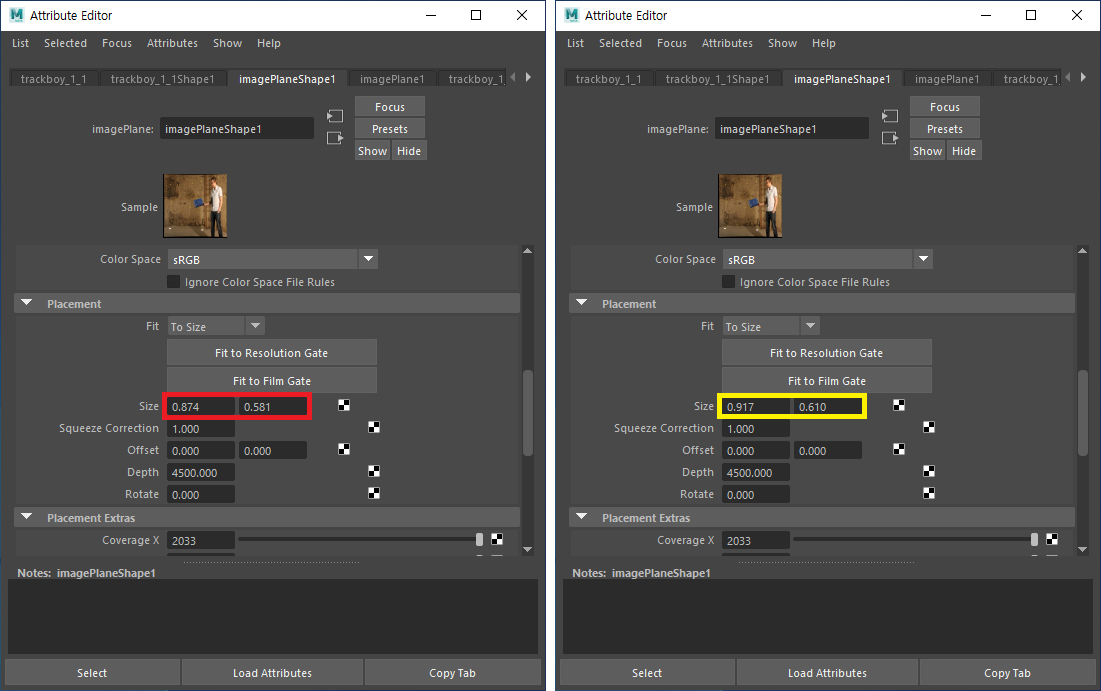 Attribute Editor
List Selected Focus Attributes Show Help
trackboy_1_1 trackboy_1_1Shape1 imagePlaneShape1 imagePlane1 trackboy_1.
Focus
imagePlane: imagePlaneShape1
Presets
Show Hide
Sample
Color Space sRGB
Ignore Color Space File Rules
Placement
Fit To Size
Fit to Resolution Gate
Fit to Film Gate
Size 0.874 0.581
Squeeze Correction 1.000
Offset 0.000 0.000
Depth 4500.000
Rotate 0.000
Placement Extras
Coverage X 2033
Notes: imagePlaneShape1
Select Load Attributes Copy Tab
Attribute Editor
List Selected Focus Attributes Show Help
trackboy_1_1 trackboy_1_1Shape1 imagePlaneShape1 imagePlane1 trackboy_1.
Focus
imagePlane: imagePlaneShape1
Presets
Show Hide
Sample
Color Space sRGB
Ignore Color Space File Rules
Placement
Fit To Size
Fit to Resolution Gate
Fit to Film Gate
Size 0.917 0.610
Squeeze Correction 1.000
Offset 0.000 0.000
Depth 4500.000
Rotate 0.000
Placement Extras
Coverage X 2033
Notes: imagePlaneShape1
Select Load Attributes Copy Tab